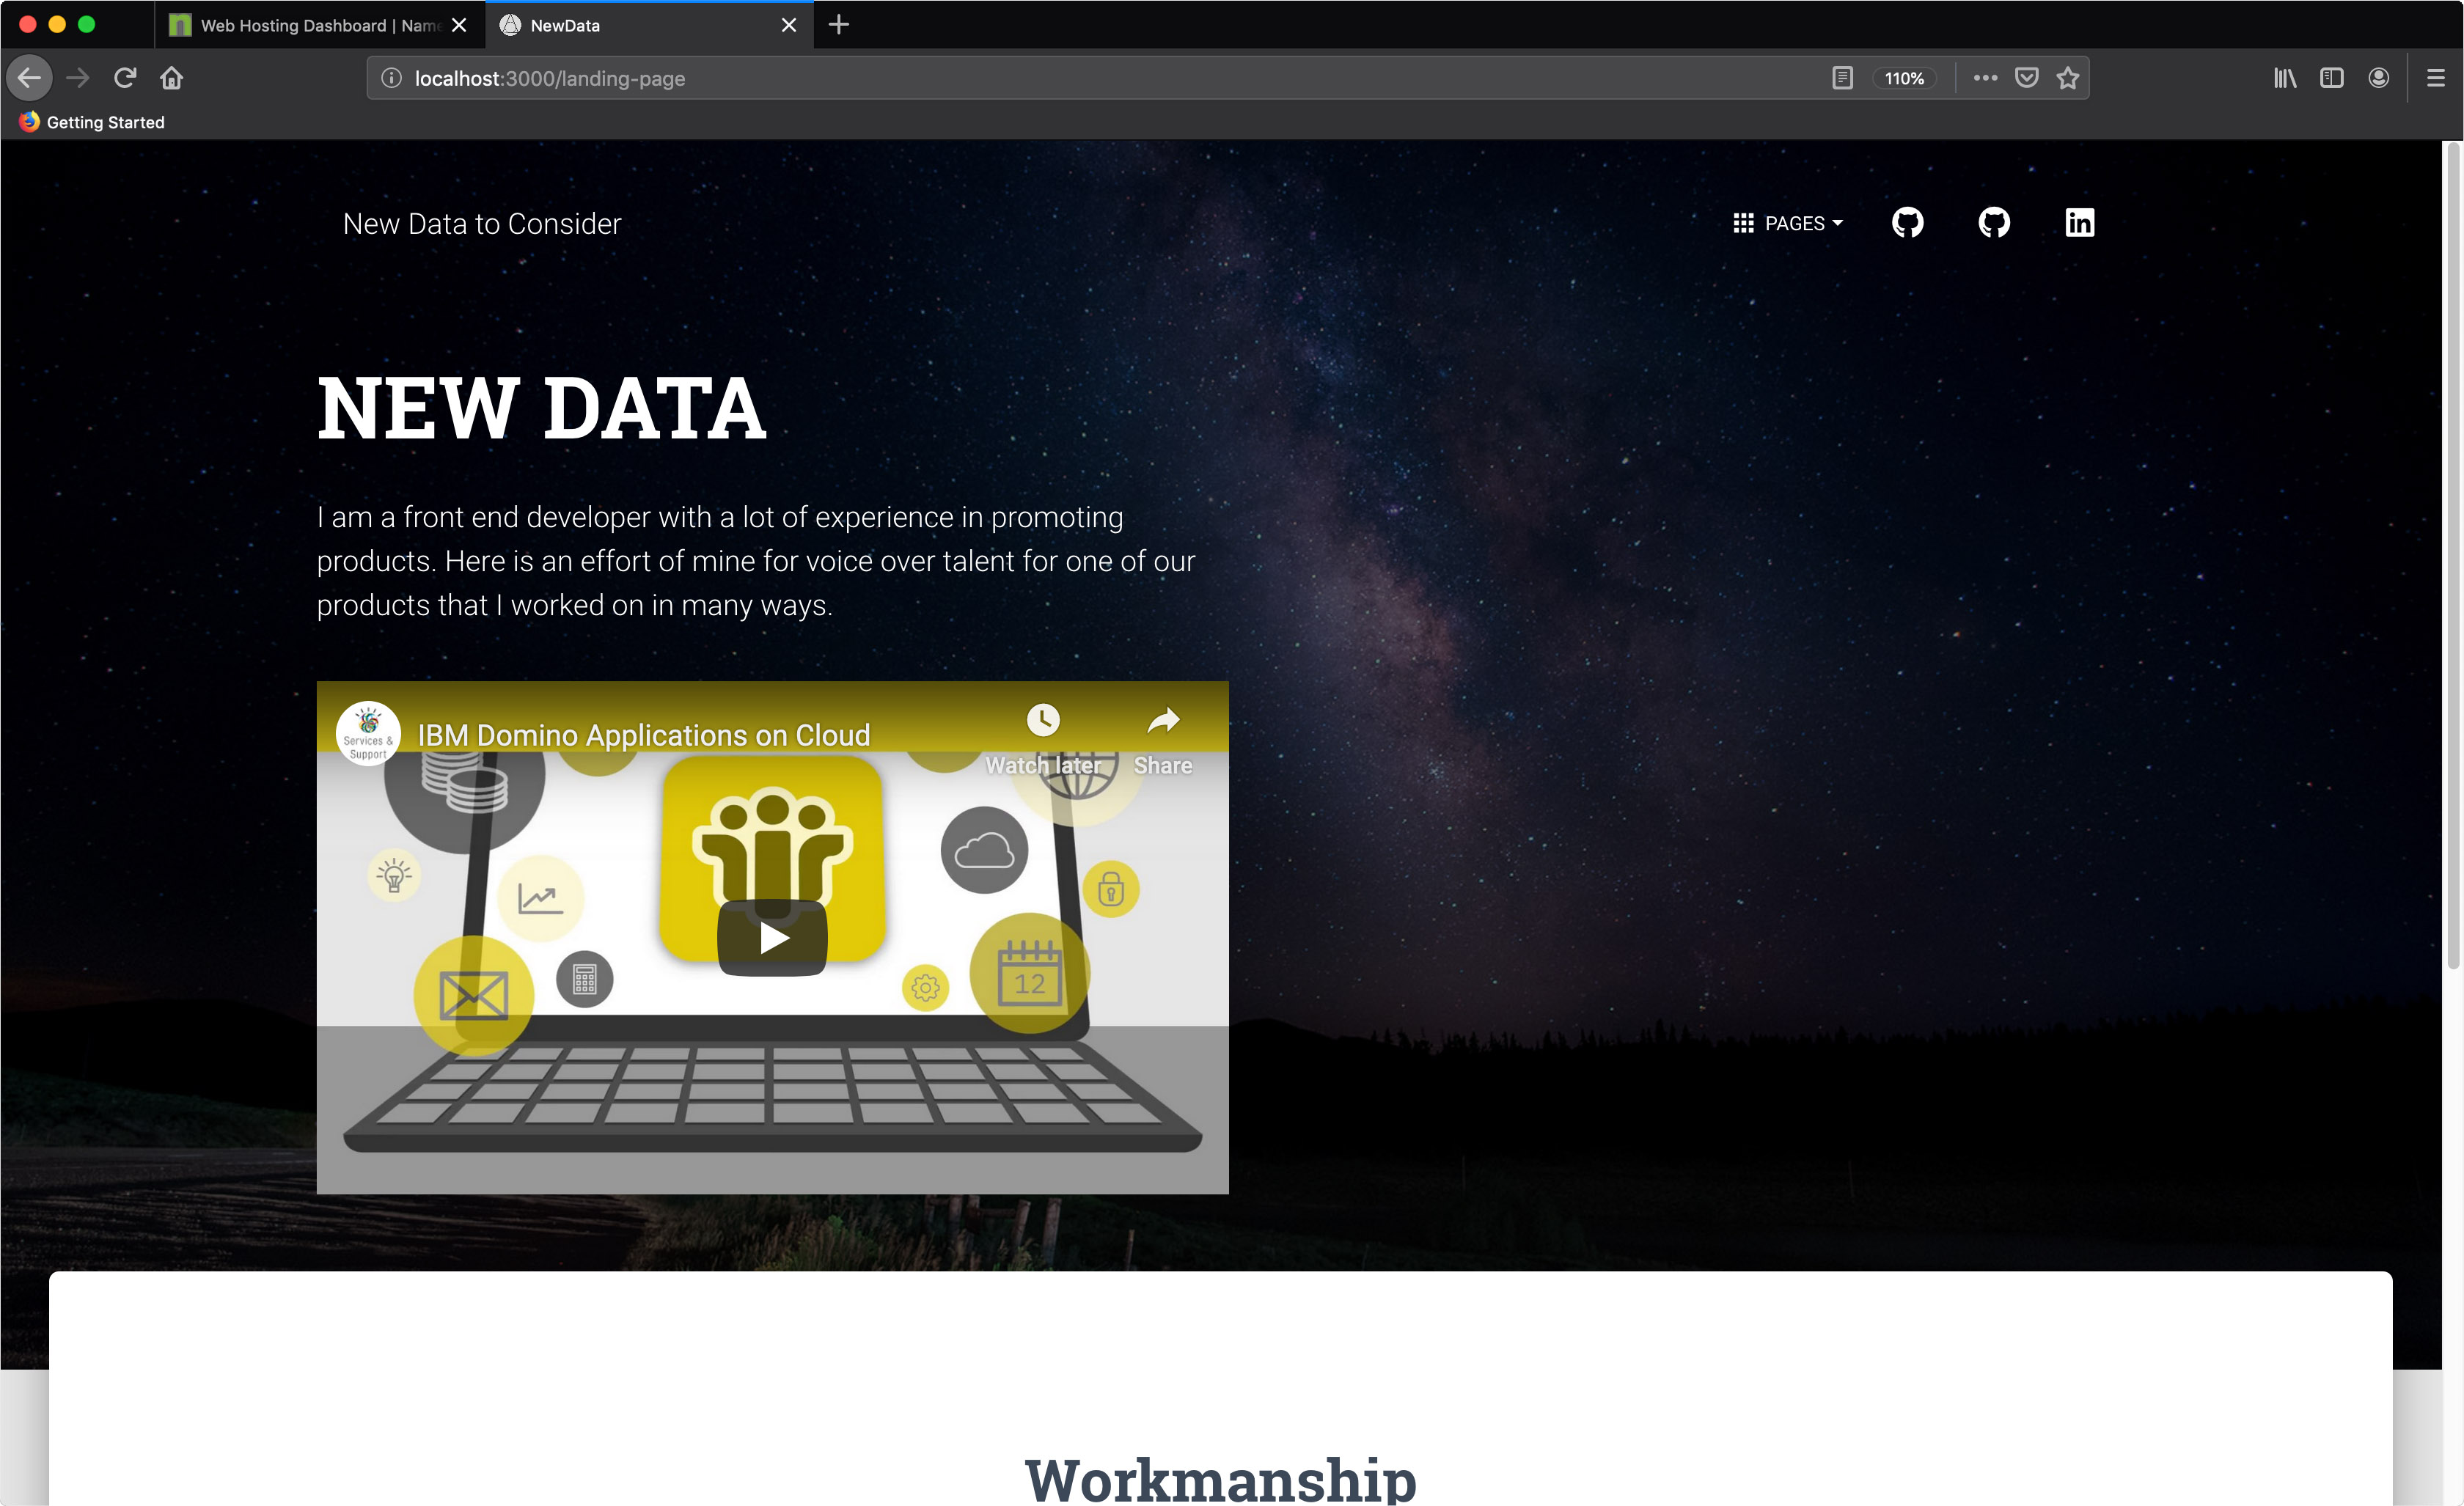 Web Hosting Dashboard | Name
NewData
localhost:3000/landing-page
110%
Getting Started
New Data to Consider
PAGES
NEW DATA
I am a front end developer with a lot of experience in promoting
products. Here is an effort of mine for voice over talent for one of our
products that I worked on in many ways.
Services &
Support
IBM Domino Applications on Cloud
Watch later
Share
12
Workmanship